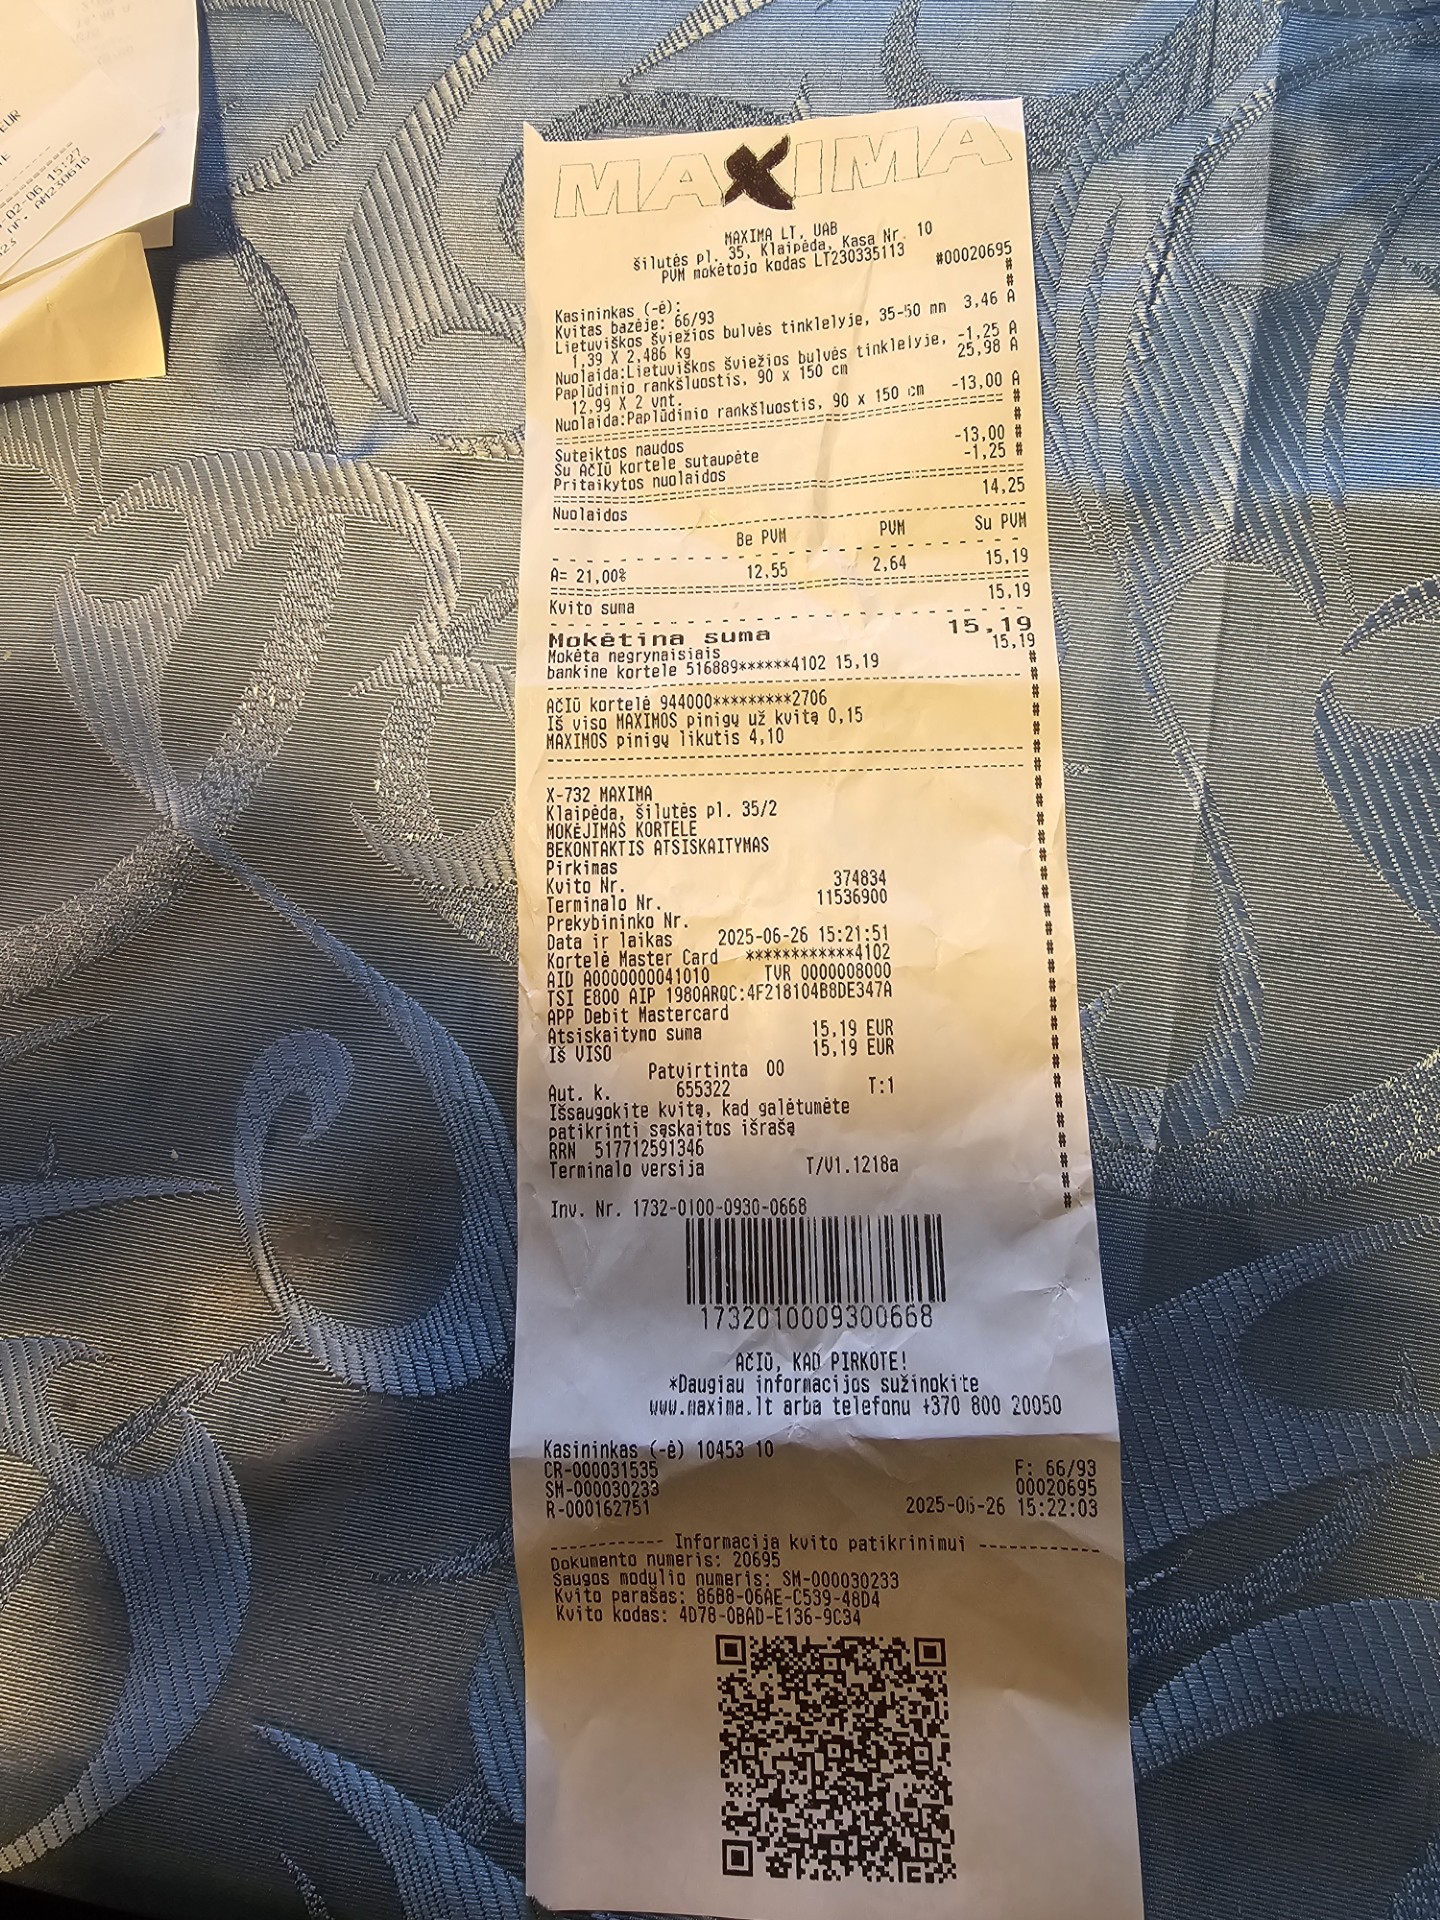 EUR
02-06 15:27
AM230616
MAXIMA
MAXIMA LT, UAB
Šilutės pl. 35, Klaipėda, Kasa Nr. 10
PVM mokėtojo kodas LT230335113
#00020695
Kasininkas (-ė):
Kvitas bazėje: 66/93
Lietuviškos šviežios bulvės tinklelyje, 35-50 mm 3,46 A
1,39 X 2,486 kg
Nuolaida:Lietuviškos šviežios bulvės tinklelyje, -1,25 A
Paplūdimio rankšluostis, 90 x 150 cm 25,98 A
12,99 X 2 vnt.
Nuolaida:Paplūdimio rankšluostis, 90 x 150 cm -13,00 A
Suteiktos naudos
Su AČIŪ kortele sutaupėte -13,00 #
Pritaikytos nuolaidos -1,25 #
Nuolaidos 14,25
Be PVM PVM Su PVM
A= 21,00% 12,55 2,64 15,19
Kvito suma 15,19
Mokėtina suma 15,19
Mokėta negrynaisiais 15,19
bankine kortele 516889******4102 15,19
AČIŪ kortelė 944000*********2706
Iš viso MAXIMOS pinigų už kvitą 0,15
MAXIMOS pinigų likutis 4,10
X-732 MAXIMA
Klaipėda, Šilutės pl. 35/2
MOKĖJIMAS KORTELE
BEKONTAKTIS ATSISKAITYMAS
Pirkimas
Kvito Nr. 374834
Terminalo Nr. 11536900
Prekybininko Nr.
Data ir laikas 2025-06-26 15:21:51
Kortelė Master Card ************4102
AID A0000000041010 TVR 0000008000
TSI E800 AIP 1980ARQC:4F218104B8DE347A
APP Debit Mastercard
Atsiskaitymo suma 15,19 EUR
IŠ VISO 15,19 EUR
Patvirtinta 00
Aut. k. 655322 T:1
Išsaugokite kvitą, kad galėtumėte
patikrinti sąskaitos išrašą
RRN 517712591346
Terminalo versija T/V1.1218a
Inv. Nr. 1732-0100-0930-0668
1732010009300668
AČIŪ, KAD PIRKOTE!
*Daugiau informacijos sužinokite
www.maxima.lt arba telefonu +370 800 20050
Kasininkas (-ė) 10453 10
CR-000031535 F: 66/93
SM-000030233 00020695
R-000162751 2025-06-26 15:22:03
Informacija kvito patikrinimui
Dokumento numeris: 20695
Saugos modulio numeris: SM-000030233
Kvito parašas: 86B8-06AE-C539-48D4
Kvito kodas: 4D78-0BAD-E136-9C34